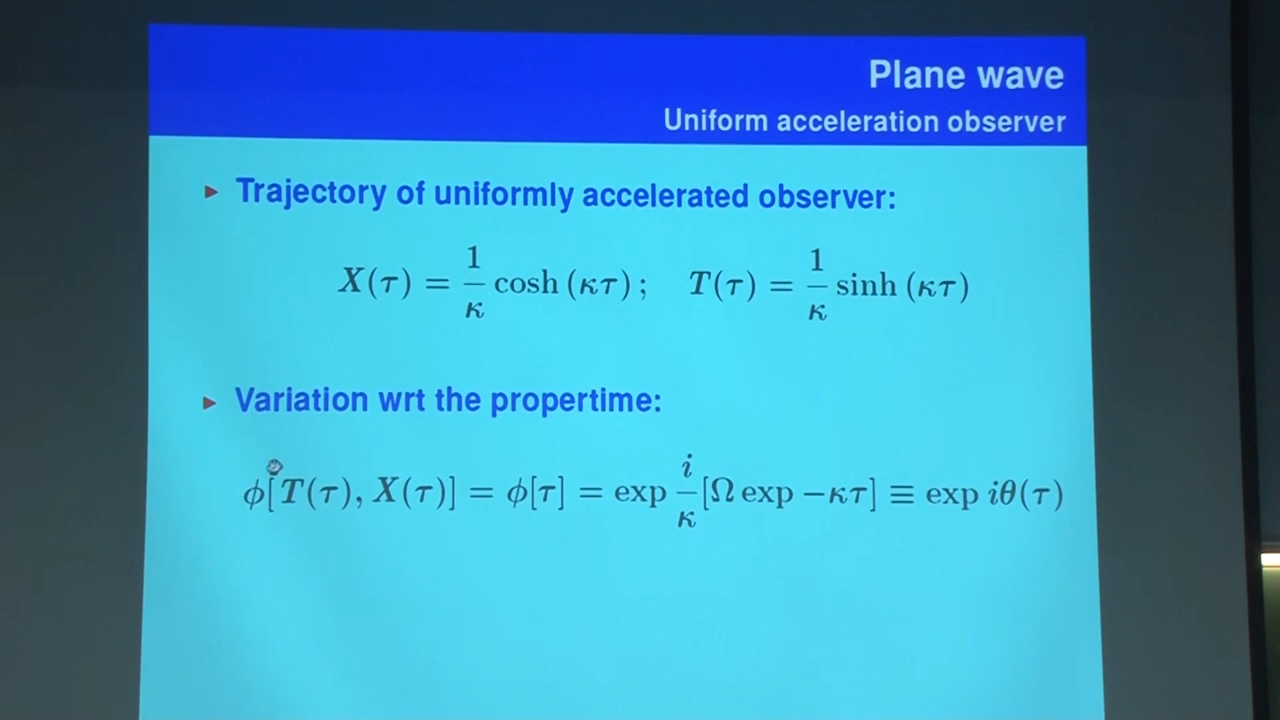 Plane wave
Uniform acceleration observer
▶ Trajectory of uniformly accelerated observer:
X(τ) = 1/κ cosh (κτ) ; T(τ) = 1/κ sinh (κτ)
▶ Variation wrt the propertime:
ϕ[T(τ), X(τ)] = ϕ[τ] = exp i/κ [Ω exp −κτ] ≡ exp iθ(τ)